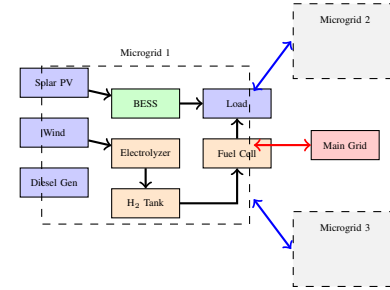 Microgrid 2
Microgrid 1
Solar PV
BESS
Load
Wind
Electrolyzer
Fuel Cell
Main Grid
Diesel Gen
H₂ Tank
Microgrid 3